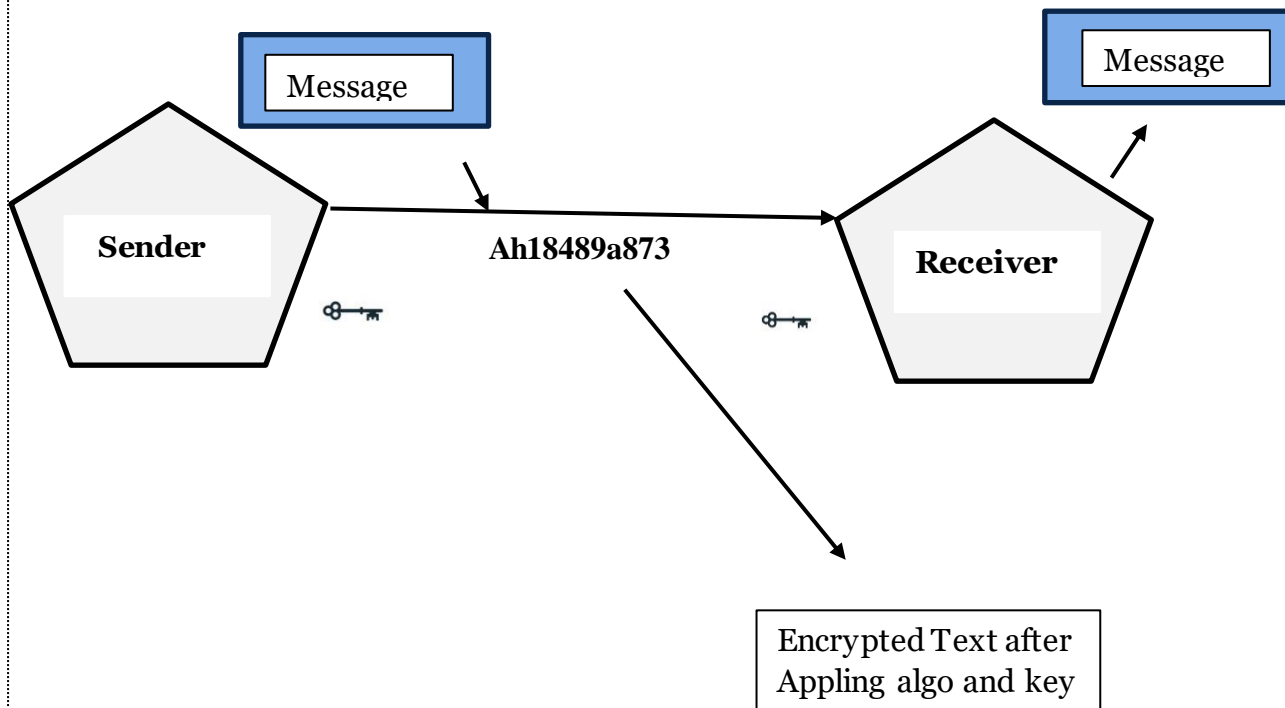 Message
Message
Sender
Ah18489a873
Receiver
Encrypted Text after
Appling algo and key